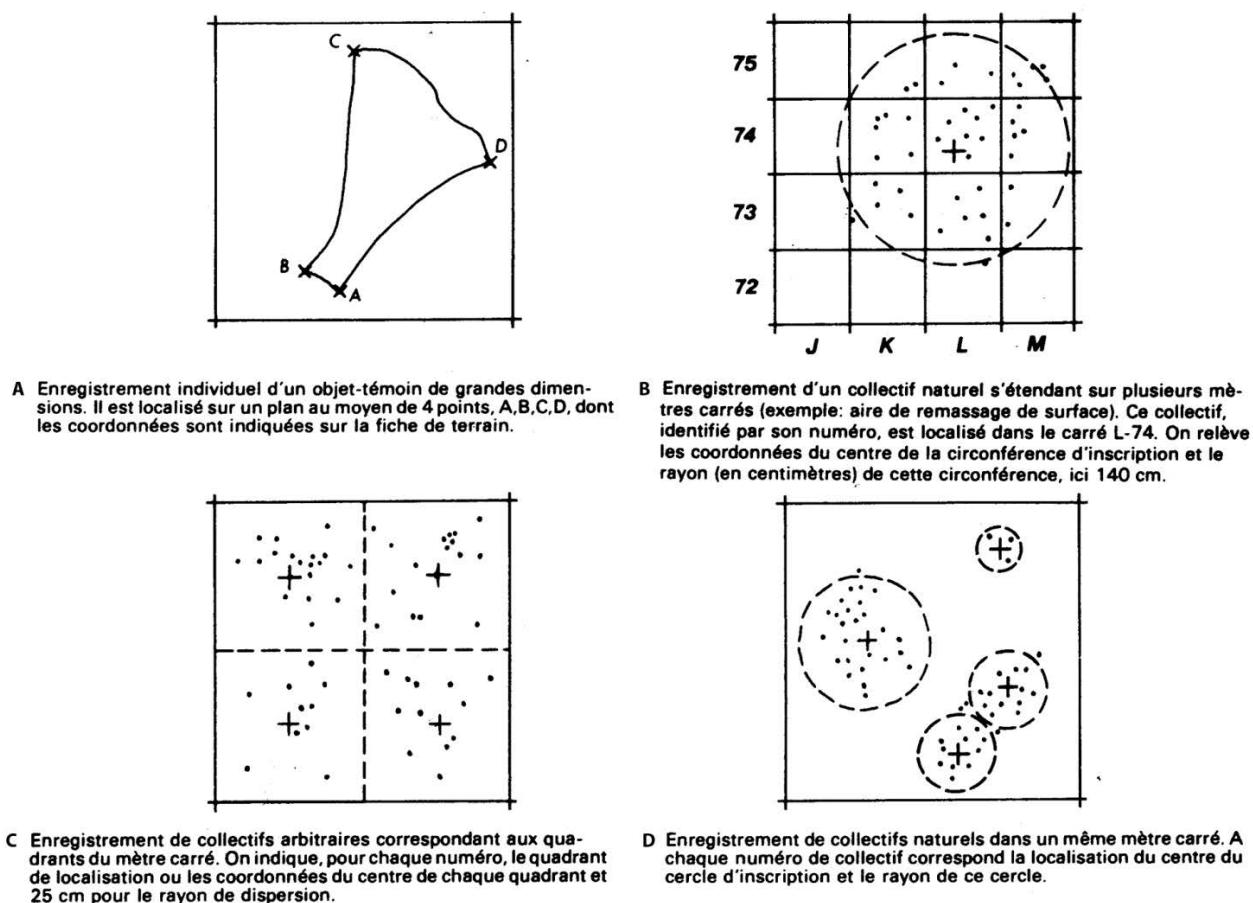 C
D
B
A
75
74
73
72
J K L M
A Enregistrement individuel d'un objet-témoin de grandes dimen-
sions. Il est localisé sur un plan au moyen de 4 points, A,B,C,D, dont
les coordonnées sont indiquées sur la fiche de terrain.
B Enregistrement d'un collectif naturel s'étendant sur plusieurs mè-
tres carrés (exemple: aire de remassage de surface). Ce collectif,
identifié par son numéro, est localisé dans le carré L-74. On relève
les coordonnées du centre de la circonférence d'inscription et le
rayon (en centimètres) de cette circonférence, ici 140 cm.
C Enregistrement de collectifs arbitraires correspondant aux qua-
drants du mètre carré. On indique, pour chaque numéro, le quadrant
de localisation ou les coordonnées du centre de chaque quadrant et
25 cm pour le rayon de dispersion.
D Enregistrement de collectifs naturels dans un même mètre carré. A
chaque numéro de collectif correspond la localisation du centre du
cercle d'inscription et le rayon de ce cercle.